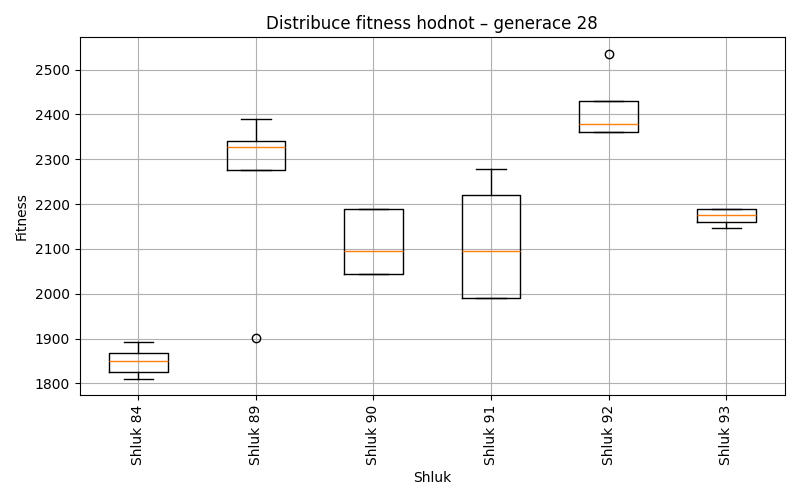 Distribuce fitness hodnot – generace 28
Fitness
2500
2400
2300
2200
2100
2000
1900
1800
Shluk 84
Shluk 89
Shluk 90
Shluk 91
Shluk 92
Shluk 93
Shluk